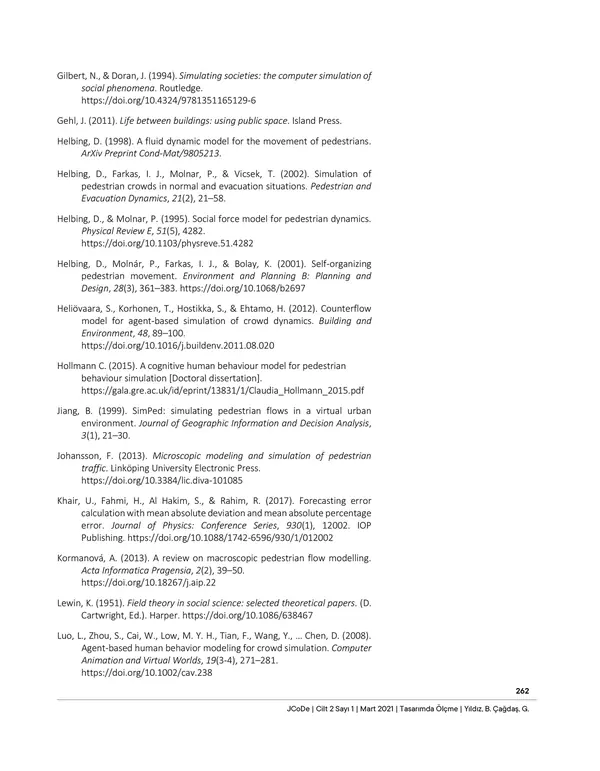 Gilbert, N., & Doran, J. (1994). Simulating societies: the computer simulation of
social phenomena. Routledge.
https://doi.org/10.4324/9781351165129-6
Gehl, J. (2011). Life between buildings: using public space. Island Press.
Helbing, D. (1998). A fluid dynamic model for the movement of pedestrians.
ArXiv Preprint Cond-Mat/9805213.
Helbing, D., Farkas, I. J., Molnar, P., & Vicsek, T. (2002). Simulation of
pedestrian crowds in normal and evacuation situations. Pedestrian and
Evacuation Dynamics, 21(2), 21–58.
Helbing, D., & Molnar, P. (1995). Social force model for pedestrian dynamics.
Physical Review E, 51(5), 4282.
https://doi.org/10.1103/physreve.51.4282
Helbing, D., Molnár, P., Farkas, I. J., & Bolay, K. (2001). Self-organizing
pedestrian movement. Environment and Planning B: Planning and
Design, 28(3), 361–383. https://doi.org/10.1068/b2697
Heliövaara, S., Korhonen, T., Hostikka, S., & Ehtamo, H. (2012). Counterflow
model for agent-based simulation of crowd dynamics. Building and
Environment, 48, 89–100.
https://doi.org/10.1016/j.buildenv.2011.08.020
Hollmann C. (2015). A cognitive human behaviour model for pedestrian
behaviour simulation [Doctoral dissertation].
https://gala.gre.ac.uk/id/eprint/13831/1/Claudia_Hollmann_2015.pdf
Jiang, B. (1999). SimPed: simulating pedestrian flows in a virtual urban
environment. Journal of Geographic Information and Decision Analysis,
3(1), 21–30.
Johansson, F. (2013). Microscopic modeling and simulation of pedestrian
traffic. Linköping University Electronic Press.
https://doi.org/10.3384/lic.diva-101085
Khair, U., Fahmi, H., Al Hakim, S., & Rahim, R. (2017). Forecasting error
calculation with mean absolute deviation and mean absolute percentage
error. Journal of Physics: Conference Series, 930(1), 12002. IOP
Publishing. https://doi.org/10.1088/1742-6596/930/1/012002
Kormanová, A. (2013). A review on macroscopic pedestrian flow modelling.
Acta Informatica Pragensia, 2(2), 39–50.
https://doi.org/10.18267/j.aip.22
Lewin, K. (1951). Field theory in social science: selected theoretical papers. (D.
Cartwright, Ed.). Harper. https://doi.org/10.1086/638467
Luo, L., Zhou, S., Cai, W., Low, M. Y. H., Tian, F., Wang, Y., … Chen, D. (2008).
Agent-based human behavior modeling for crowd simulation. Computer
Animation and Virtual Worlds, 19(3-4), 271–281.
https://doi.org/10.1002/cav.238
262
JCoDe | Cilt 2 Sayı 1 | Mart 2021 | Tasarımda Ölçme | Yıldız, B. Çağdaş, G.